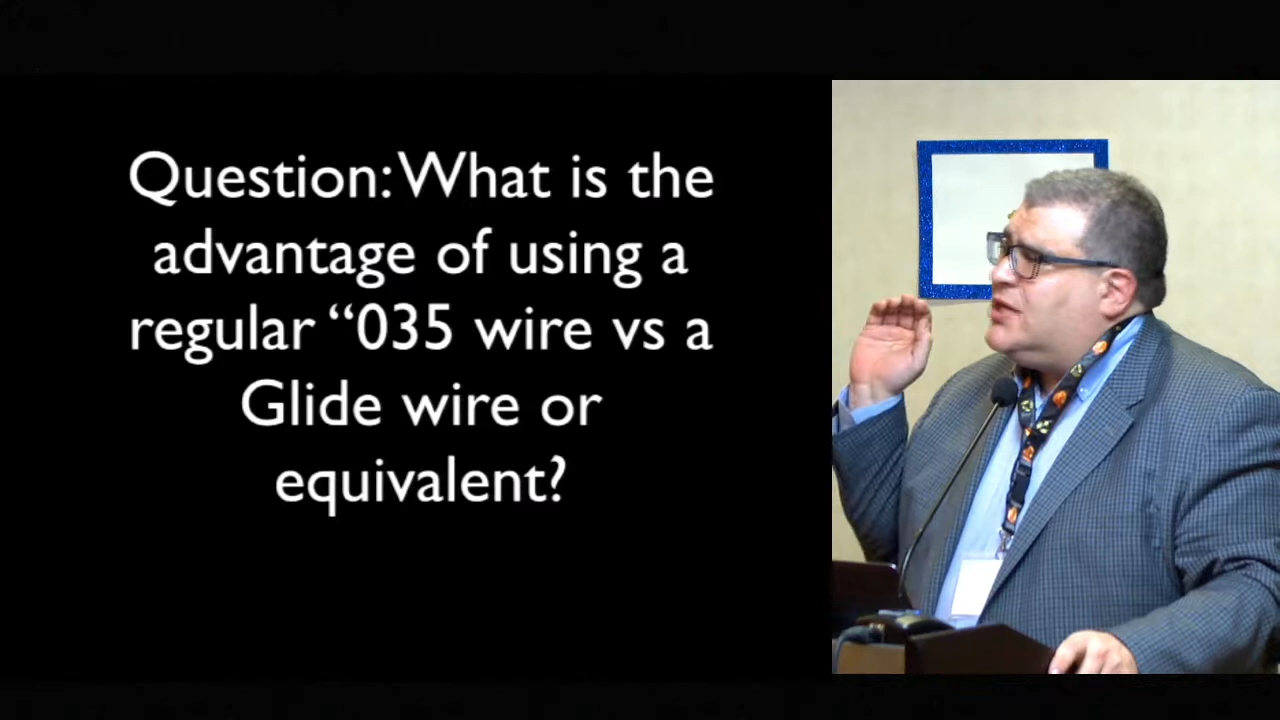 Question: What is the
advantage of using a
regular “035 wire vs a
Glide wire or
equivalent?